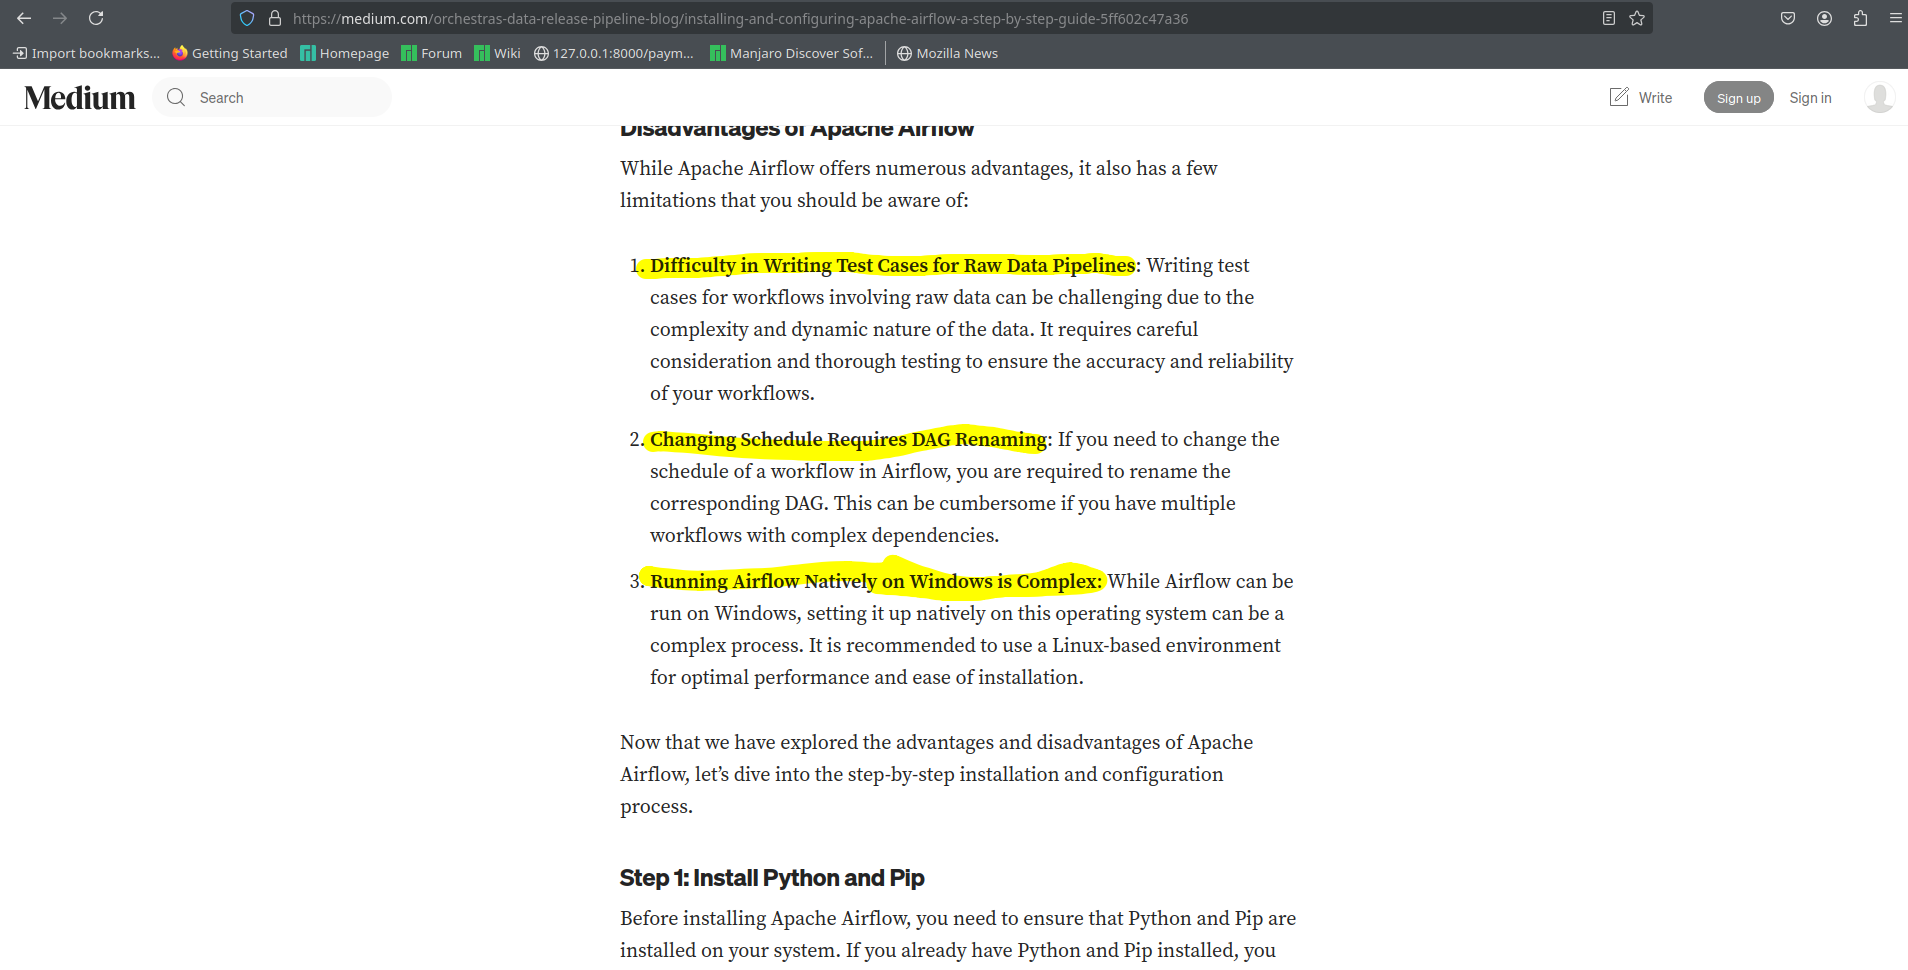 https://medium.com/orchestras-data-release-pipeline-blog/installing-and-configuring-apache-airflow-a-step-by-step-guide-5ff602c47a36
Import bookmarks... Getting Started Homepage Forum Wiki 127.0.0.1:8000/paym... Manjaro Discover Sof... Mozilla News
Medium Search Write Sign up Sign in
Disadvantages of Apache Airflow
While Apache Airflow offers numerous advantages, it also has a few
limitations that you should be aware of:
1. Difficulty in Writing Test Cases for Raw Data Pipelines: Writing test
cases for workflows involving raw data can be challenging due to the
complexity and dynamic nature of the data. It requires careful
consideration and thorough testing to ensure the accuracy and reliability
of your workflows.
2. Changing Schedule Requires DAG Renaming: If you need to change the
schedule of a workflow in Airflow, you are required to rename the
corresponding DAG. This can be cumbersome if you have multiple
workflows with complex dependencies.
3. Running Airflow Natively on Windows is Complex: While Airflow can be
run on Windows, setting it up natively on this operating system can be a
complex process. It is recommended to use a Linux-based environment
for optimal performance and ease of installation.
Now that we have explored the advantages and disadvantages of Apache
Airflow, let’s dive into the step-by-step installation and configuration
process.
Step 1: Install Python and Pip
Before installing Apache Airflow, you need to ensure that Python and Pip are
installed on your system. If you already have Python and Pip installed, you